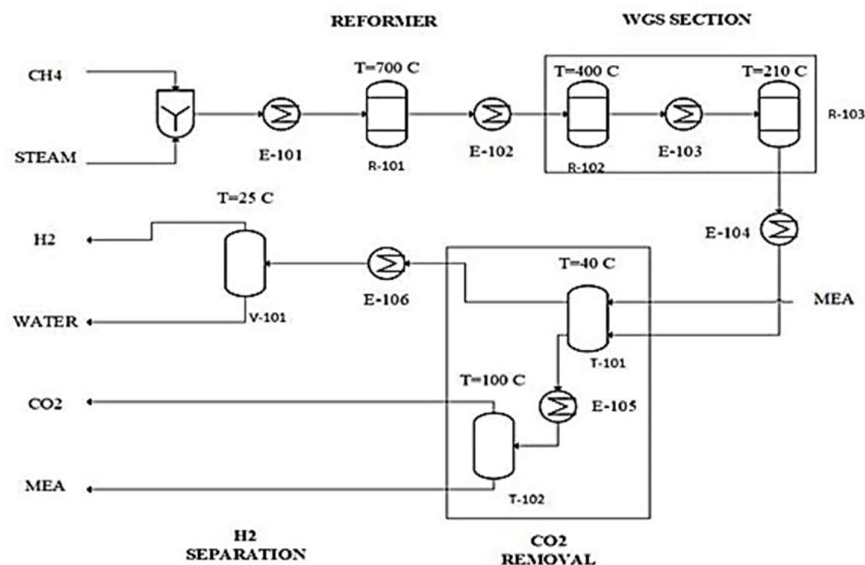 REFORMER
WGS SECTION
CH4
T=700 C
T=400 C
T=210 C
R-103
STEAM
E-101
R-101
E-102
R-102
E-103
T=25 C
H2
E-104
T=40 C
MEA
WATER
V-101
E-106
T-101
T=100 C
CO2
E-105
MEA
T-102
H2
SEPARATION
CO2
REMOVAL